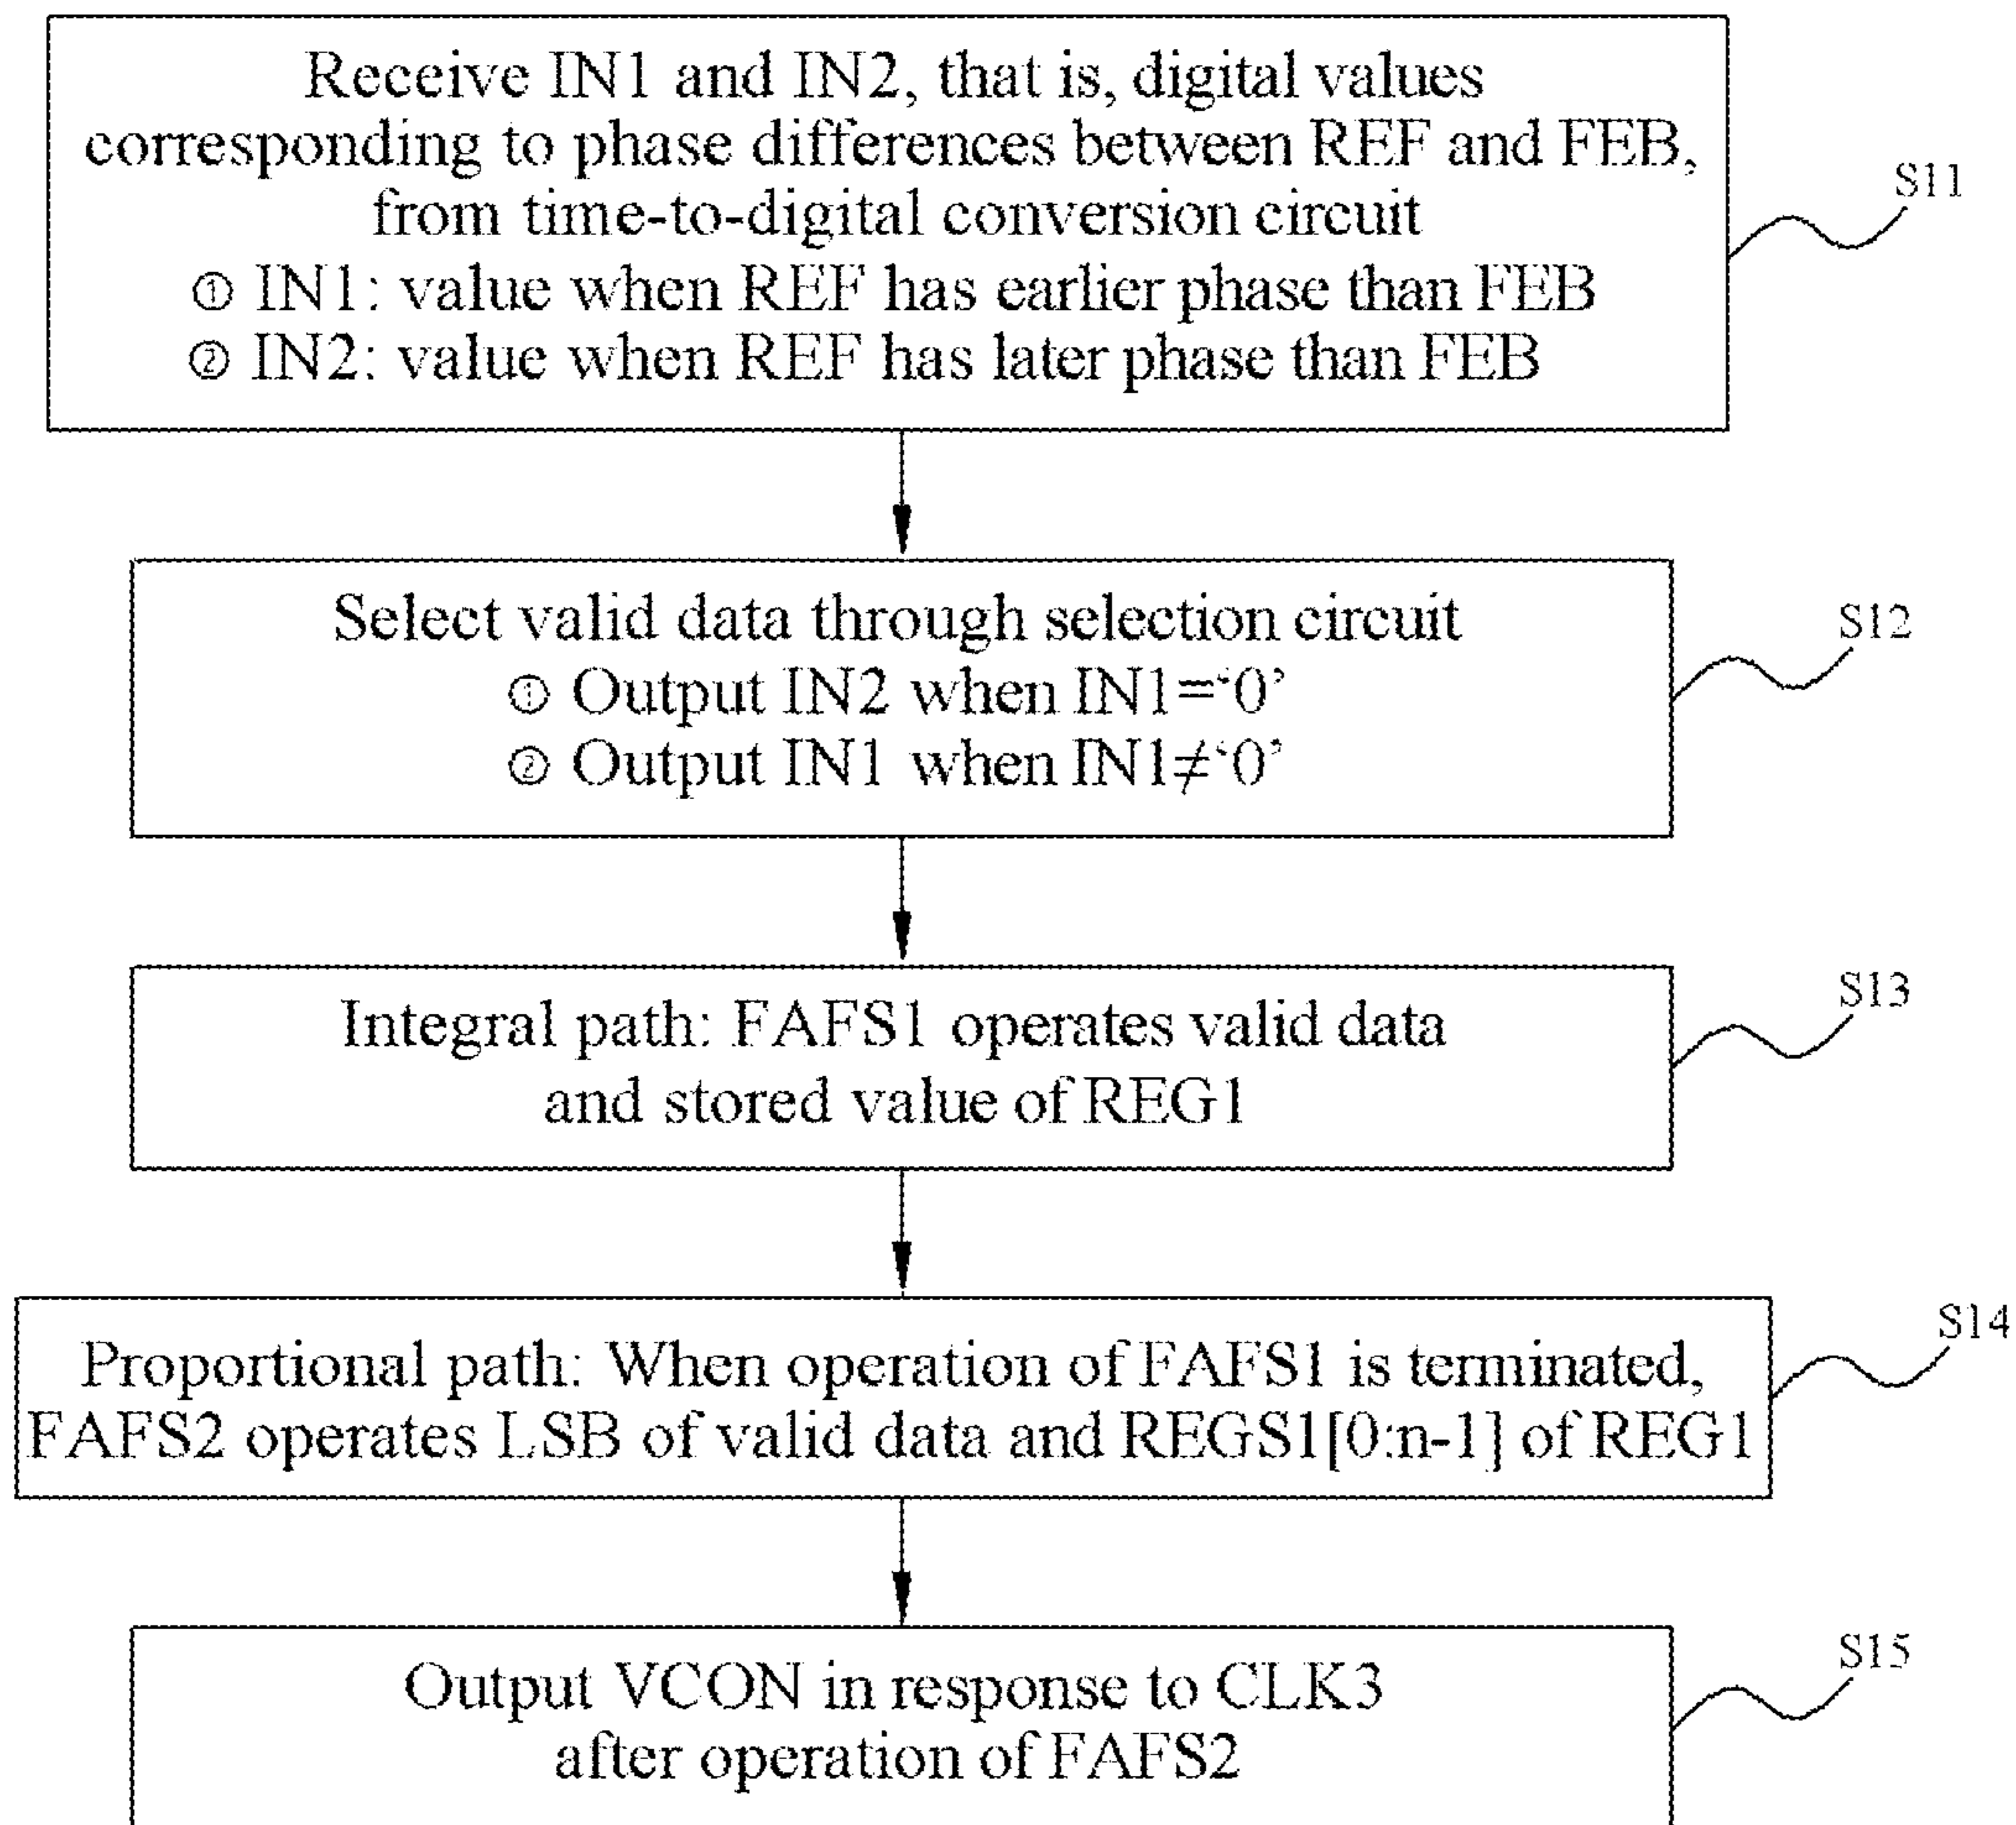 Receive IN1 and IN2, that is, digital values
corresponding to phase differences between REF and FEB,
from time-to-digital conversion circuit
① IN1: value when REF has earlier phase than FEB
② IN2: value when REF has later phase than FEB
S11
Select valid data through selection circuit
① Output IN2 when IN1=‘0’
② Output IN1 when IN1≠‘0’
S12
Integral path: FAFS1 operates valid data
and stored value of REG1
S13
Proportional path: When operation of FAFS1 is terminated,
FAFS2 operates LSB of valid data and REGS1[0:n-1] of REG1
S14
Output VCON in response to CLK3
after operation of FAFS2
S15